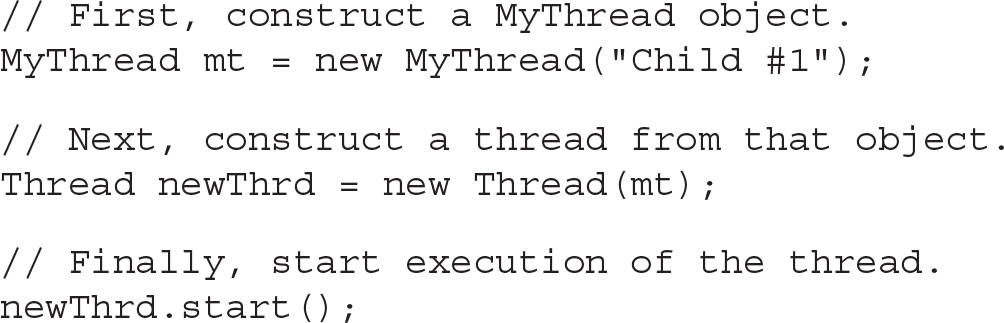 // First, construct a MyThread object.
MyThread mt = new MyThread("Child #1");
// Next, construct a thread from that object.
Thread newThrd = new Thread(mt);
// Finally, start execution of the thread.
newThrd.start();